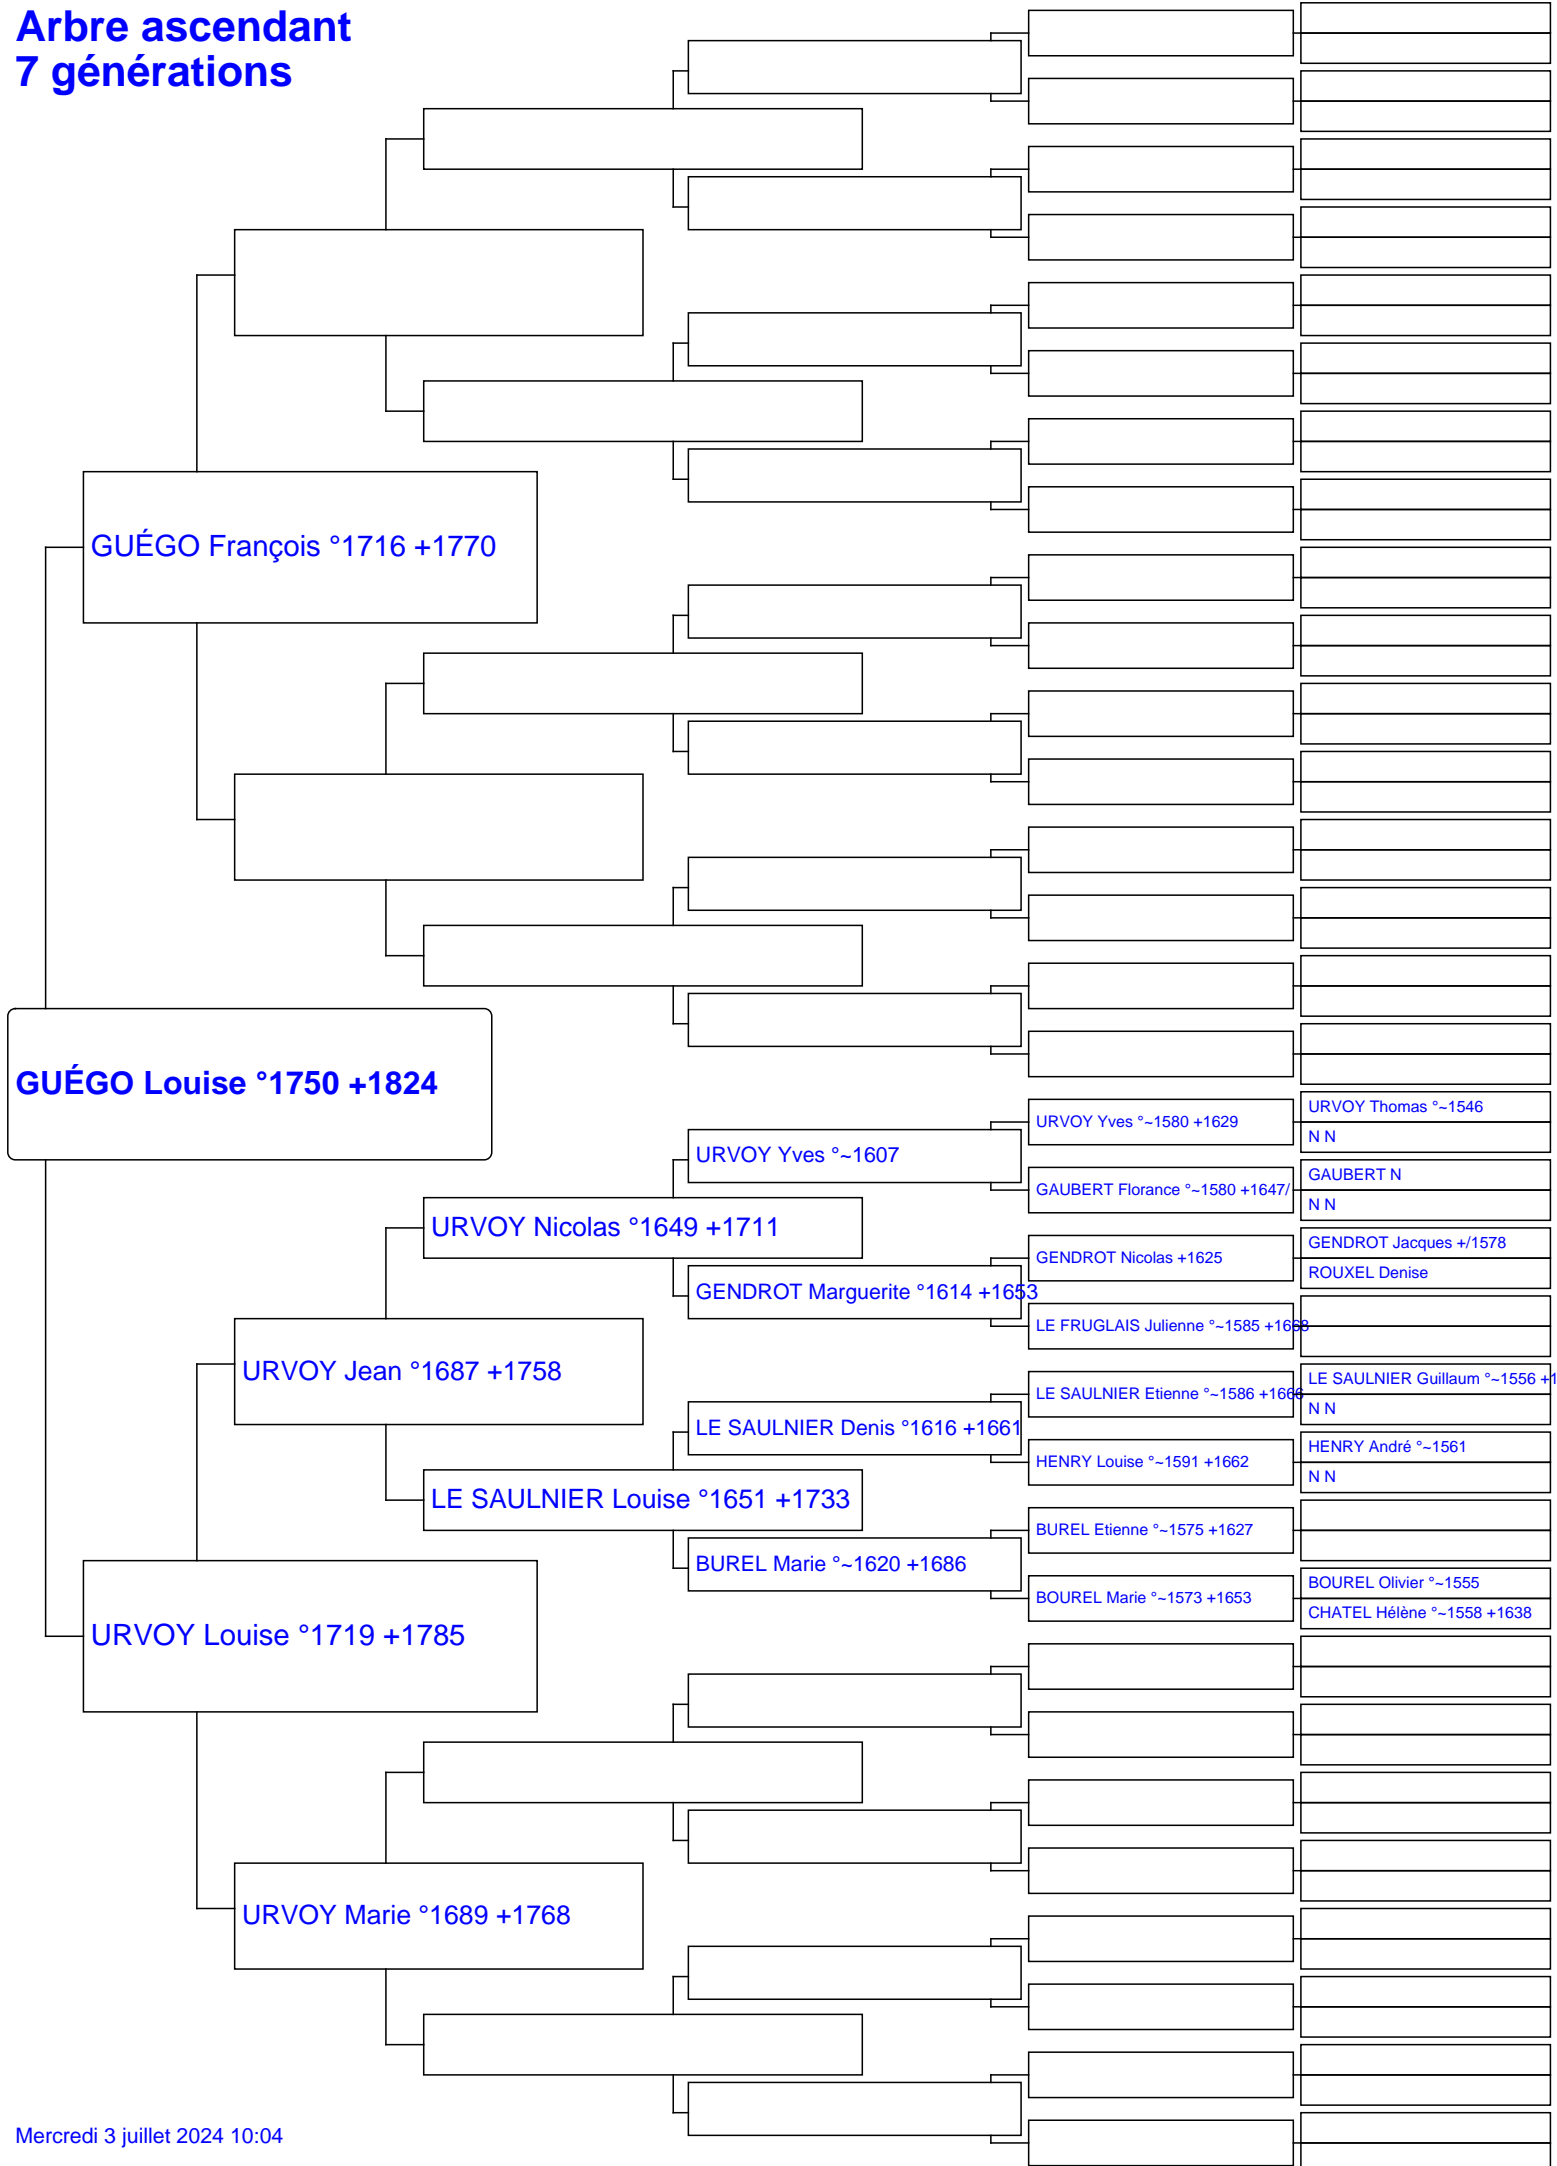 Arbre ascendant
7 générations
GUÉGO François °1716 +1770
GUÉGO Louise °1750 +1824
URVOY Thomas °~1546
URVOY Yves °~1580 +1629
N N
URVOY Yves °~1607
GAUBERT N
GAUBERT Florance °~1580 +1647/
N N
URVOY Nicolas °1649 +1711
GENDROT Jacques +/1578
GENDROT Nicolas +1625
ROUXEL Denise
GENDROT Marguerite °1614 +1653
LE FRUGLAIS Julienne °~1585 +1668
URVOY Jean °1687 +1758
LE SAULNIER Guillaum °~1556 +1
LE SAULNIER Etienne °~1586 +1666
N N
LE SAULNIER Denis °1616 +1661
HENRY André °~1561
HENRY Louise °~1591 +1662
N N
LE SAULNIER Louise °1651 +1733
BUREL Etienne °~1575 +1627
BUREL Marie °~1620 +1686
BOUREL Olivier °~1555
BOUREL Marie °~1573 +1653
CHATEL Hélène °~1558 +1638
URVOY Louise °1719 +1785
URVOY Marie °1689 +1768
Mercredi 3 juillet 2024 10:04